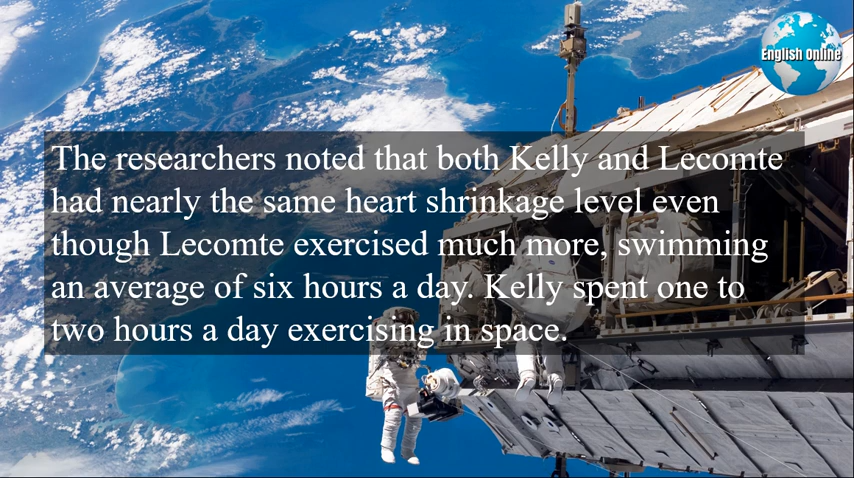 English Online
The researchers noted that both Kelly and Lecomte
had nearly the same heart shrinkage level even
though Lecomte exercised much more, swimming
an average of six hours a day. Kelly spent one to
two hours a day exercising in space.